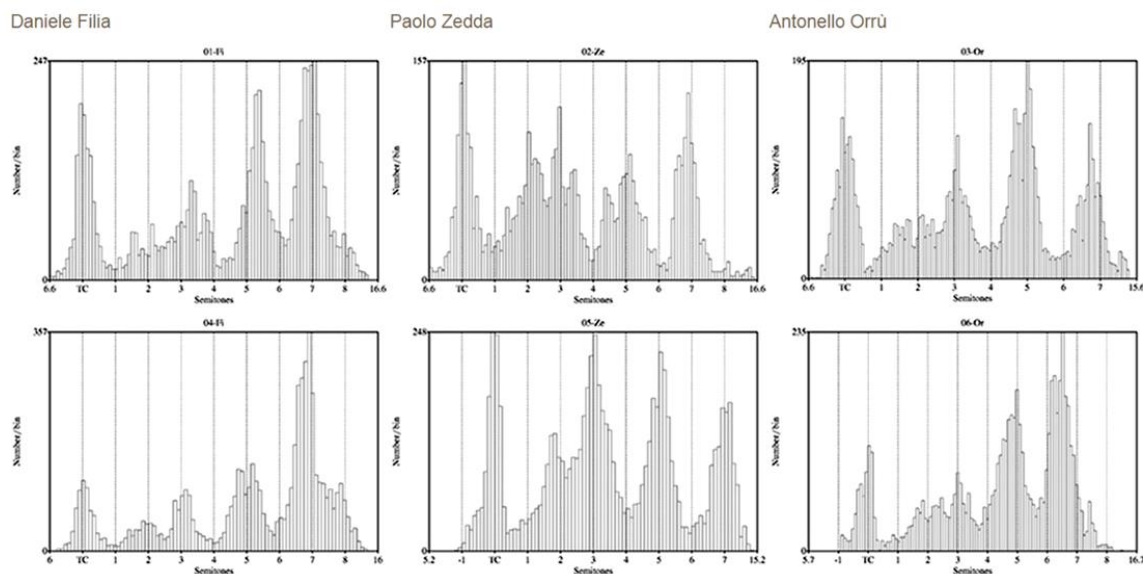 Daniele Filia
Paolo Zedda
Antonello Orrù
01-Fi
247
Number/bin
0
6.6 TC 1 2 3 4 5 6 7 8 16.6
Semitones
02-Ze
157
Number/bin
0
6.6 TC 1 2 3 4 5 6 7 8 16.6
Semitones
03-Or
195
Number/bin
0
6.6 TC 1 2 3 4 5 6 7 15.6
Semitones
04-Fi
Number/bin
0
6.6 TC 1 2 3 4 5 6 7 8 16
Semitones
05-Ze
248
Number/bin
0
5.2 -1 TC 1 2 3 4 5 6 7 15.2
Semitones
06-Or
235
Number/bin
0
5.7 -1 TC 1 2 3 4 5 6 7 8
Semitones